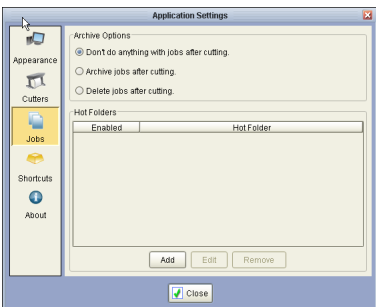 Application Settings
Appearance
Cutters
Jobs
Shortcuts
About
Archive Options
Don't do anything with jobs after cutting.
Archive jobs after cutting.
Delete jobs after cutting.
Hot Folders
Enabled Hot Folder
Add Edit Remove
Close